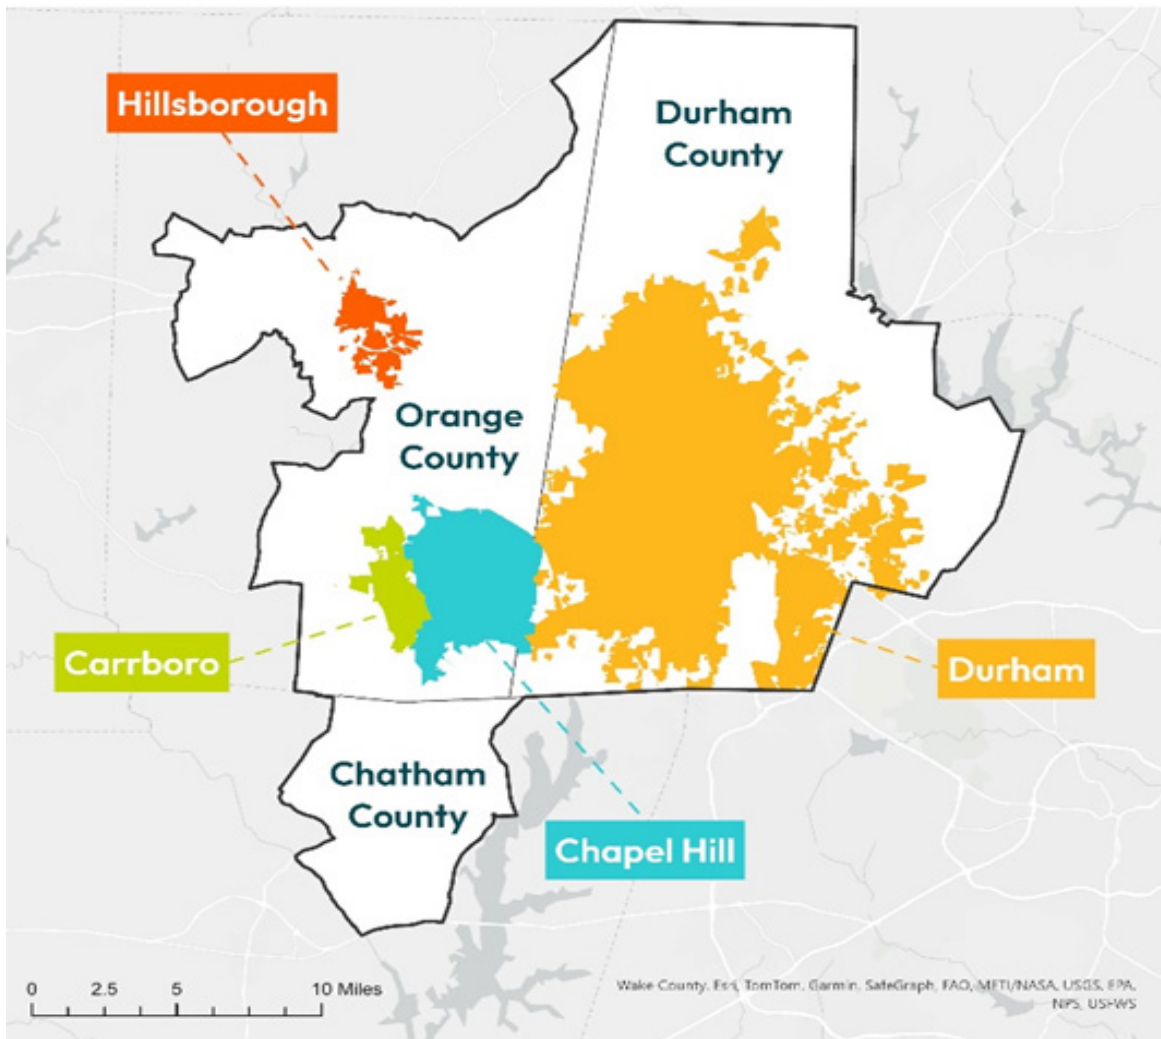 Hillsborough
Durham
County
Orange
County
Carrboro
Durham
Chatham
County
Chapel Hill
0 2.5 5 10 Miles
Wake County, Esri, TomTom, Garmin, SafeGraph, FAO, METI/NASA, USGS, EPA,
NPS, USFWS